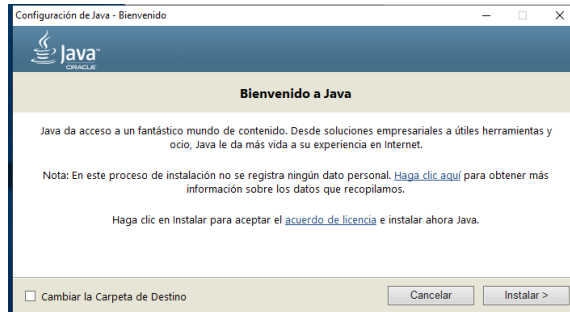 Configuración de Java - Bienvenido
Java™
ORACLE
Bienvenido a Java
Java da acceso a un fantástico mundo de contenido. Desde soluciones empresariales a útiles herramientas y
ocio, Java le da más vida a su experiencia en Internet.
Nota: En este proceso de instalación no se registra ningún dato personal. Haga clic aquí para obtener más
información sobre los datos que recopilamos.
Haga clic en Instalar para aceptar el acuerdo de licencia e instalar ahora Java.
Cambiar la Carpeta de Destino
Cancelar
Instalar >